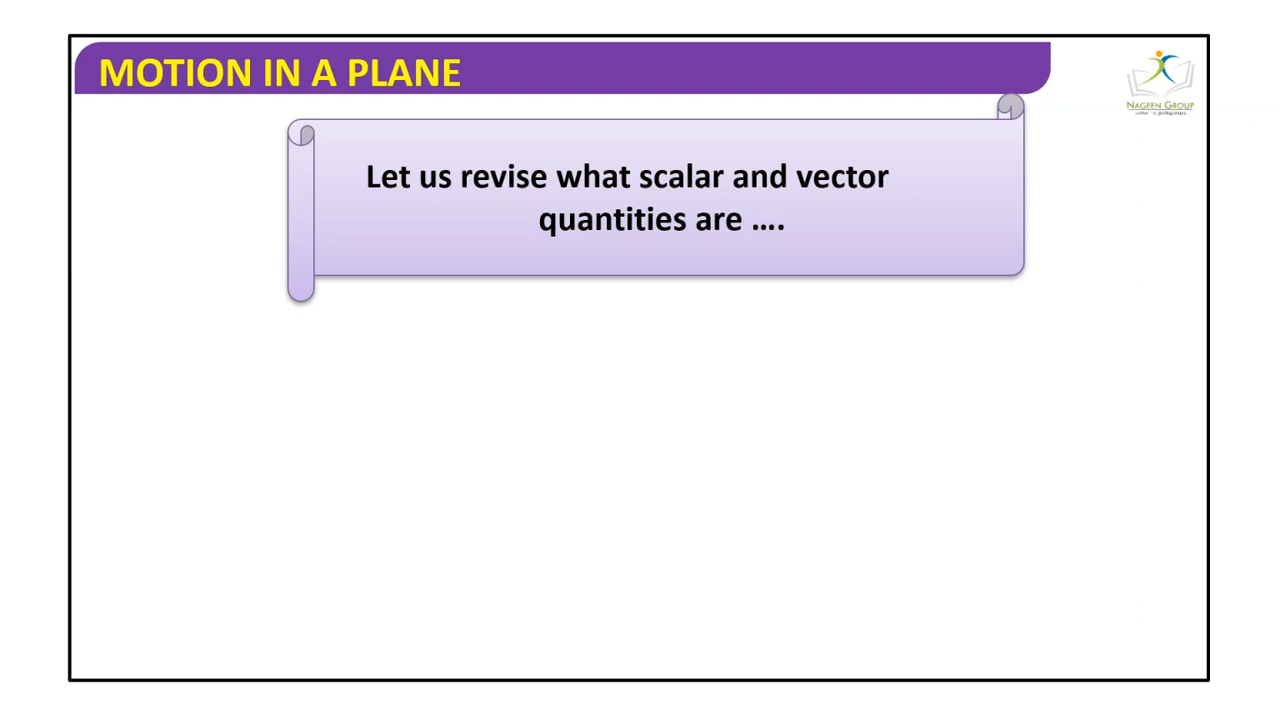 MOTION IN A PLANE
NAGEEN GROUP
Let us revise what scalar and vector
quantities are ….